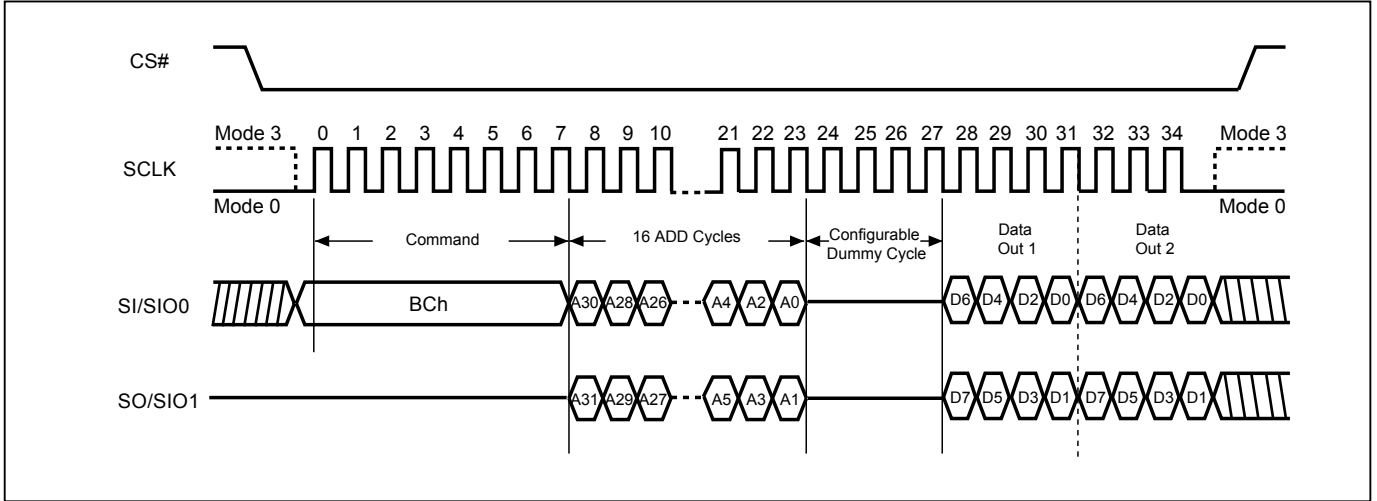 CS#
Mode 3 0 1 2 3 4 5 6 7 8 9 10 21 22 23 24 25 26 27 28 29 30 31 32 33 34 Mode 3
SCLK
Mode 0 Mode 0
Command 16 ADD Cycles Configurable Dummy Cycle Data Out 1 Data Out 2
SI/SIO0 BCh A30 A28 A26 A4 A2 A0 D6 D4 D2 D0 D6 D4 D2 D0
SO/SIO1 A31 A29 A27 A5 A3 A1 D7 D5 D3 D1 D7 D5 D3 D1